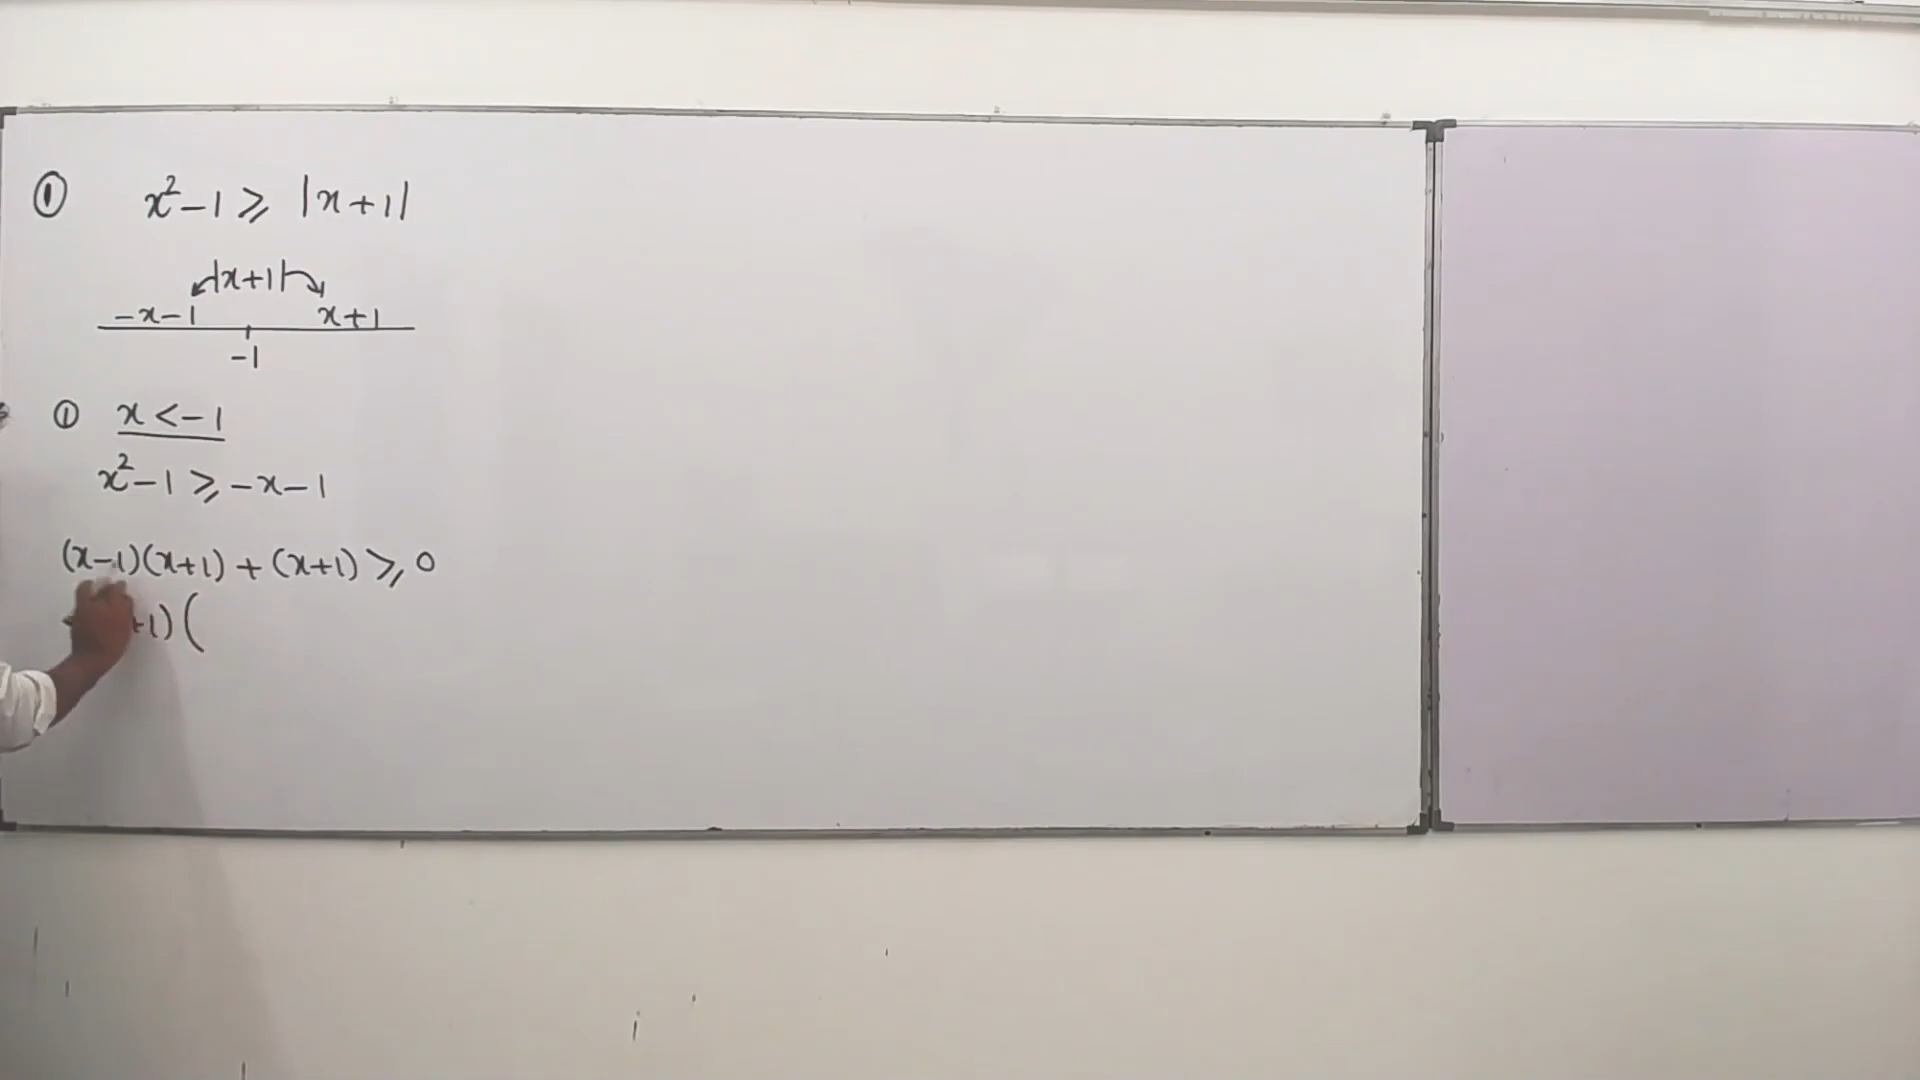 ① x² - 1 ⩾ |x + 1|
|x+1|
-x-1 x+1
-1
① x < -1
x² - 1 ⩾ -x - 1
(x-1)(x+1) + (x+1) ⩾ 0
+1) (